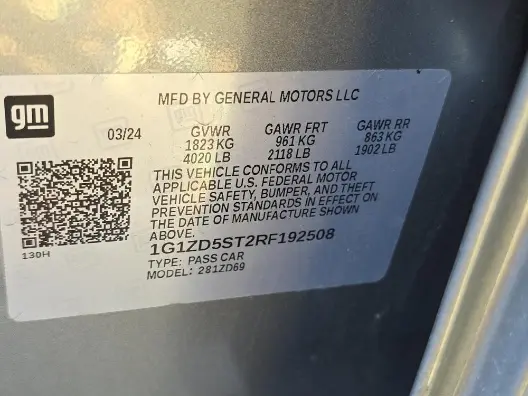 MFD BY GENERAL MOTORS LLC
gm
03/24 GVWR GAWR FRT GAWR RR
1823 KG 961 KG 863 KG
4020 LB 2118 LB 1902 LB
THIS VEHICLE CONFORMS TO ALL
APPLICABLE U.S. FEDERAL MOTOR
VEHICLE SAFETY, BUMPER, AND THEFT
PREVENTION STANDARDS IN EFFECT ON
THE DATE OF MANUFACTURE SHOWN
ABOVE.
130H
1G1ZD5ST2RF192508
TYPE: PASS CAR
MODEL: 281ZD69